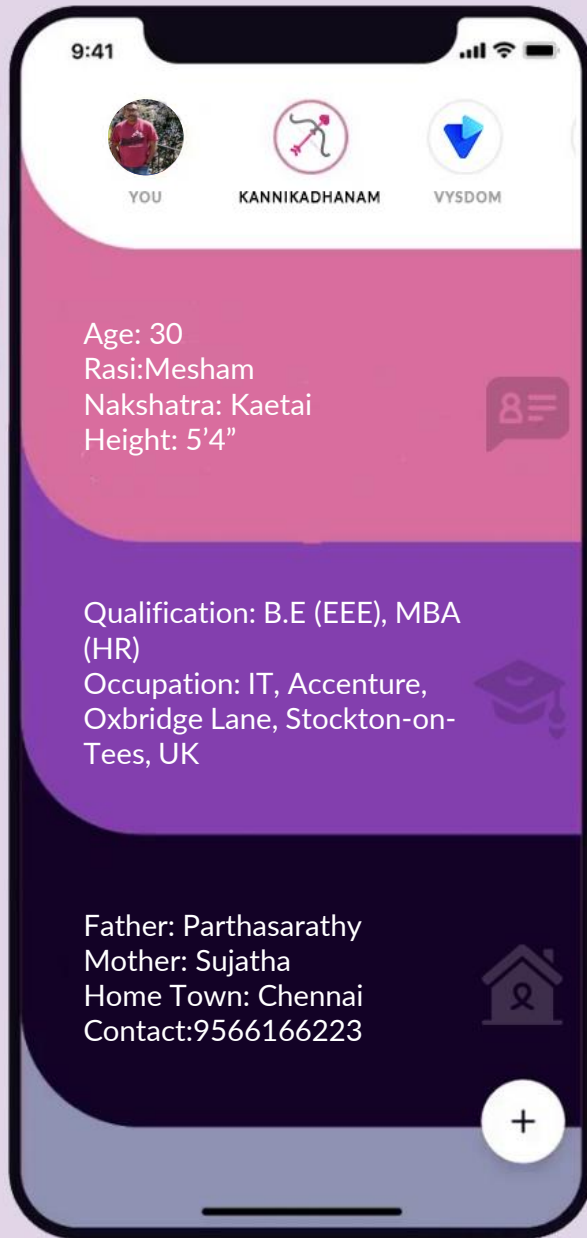 9:41
YOU
KANNIKADHANAM
VYSDOM
Age: 30
Rasi:Mesham
Nakshatra: Kaetai
Height: 5’4”
Qualification: B.E (EEE), MBA
(HR)
Occupation: IT, Accenture,
Oxbridge Lane, Stockton-on-
Tees, UK
Father: Parthasarathy
Mother: Sujatha
Home Town: Chennai
Contact:9566166223